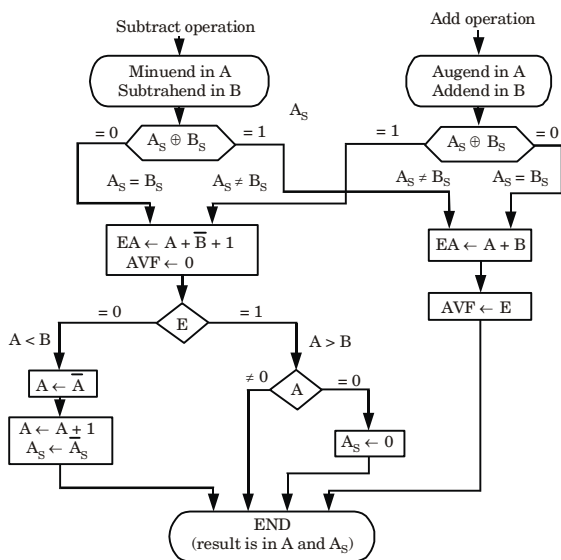 Subtract operation
Add operation
Minuend in A
Subtrahend in B
Augend in A
Addend in B
A_S
= 0
A_S ⊕ B_S
= 1
= 1
A_S ⊕ B_S
= 0
A_S = B_S
A_S ≠ B_S
A_S ≠ B_S
A_S = B_S
EA ← A + B̅ + 1
AVF ← 0
EA ← A + B
AVF ← E
= 0
E
= 1
A < B
A > B
A ← A̅
≠ 0
A
= 0
A ← A + 1
A_S ← A̅_S
A_S ← 0
END
(result is in A and A_S)